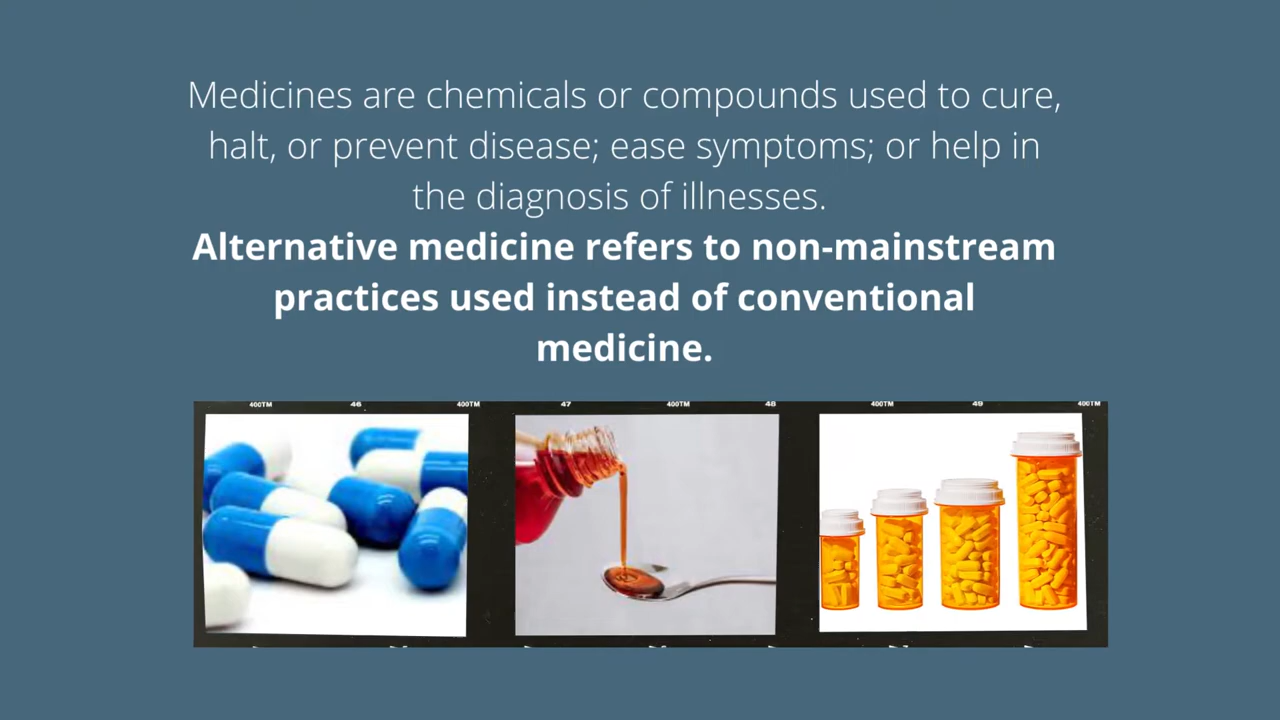 Medicines are chemicals or compounds used to cure,
halt, or prevent disease; ease symptoms; or help in
the diagnosis of illnesses.
Alternative medicine refers to non-mainstream
practices used instead of conventional
medicine.
400TM 46 400TM 47 400TM 48 400TM 49 400TM